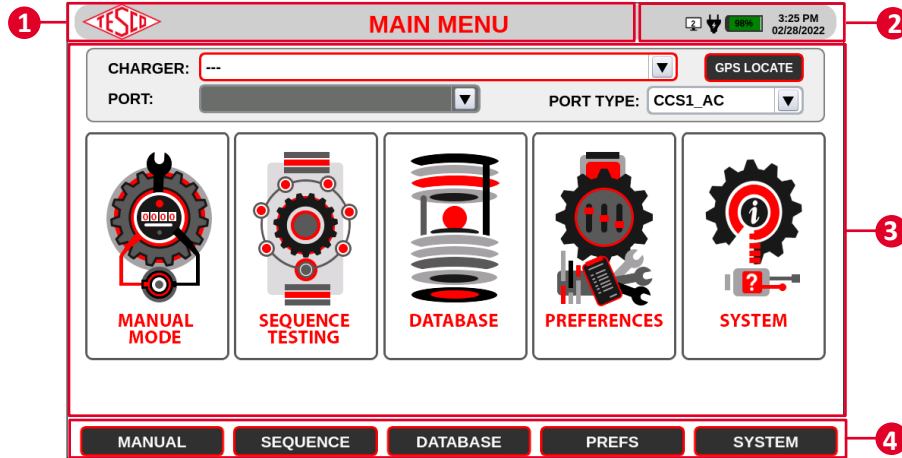 1
TESCO
MAIN MENU
2
98%
3:25 PM
02/28/2022
2
CHARGER:
---
GPS LOCATE
PORT:
PORT TYPE:
CCS1_AC
0000
i
?
3
MANUAL
MODE
SEQUENCE
TESTING
DATABASE
PREFERENCES
SYSTEM
MANUAL
SEQUENCE
DATABASE
PREFS
SYSTEM
4